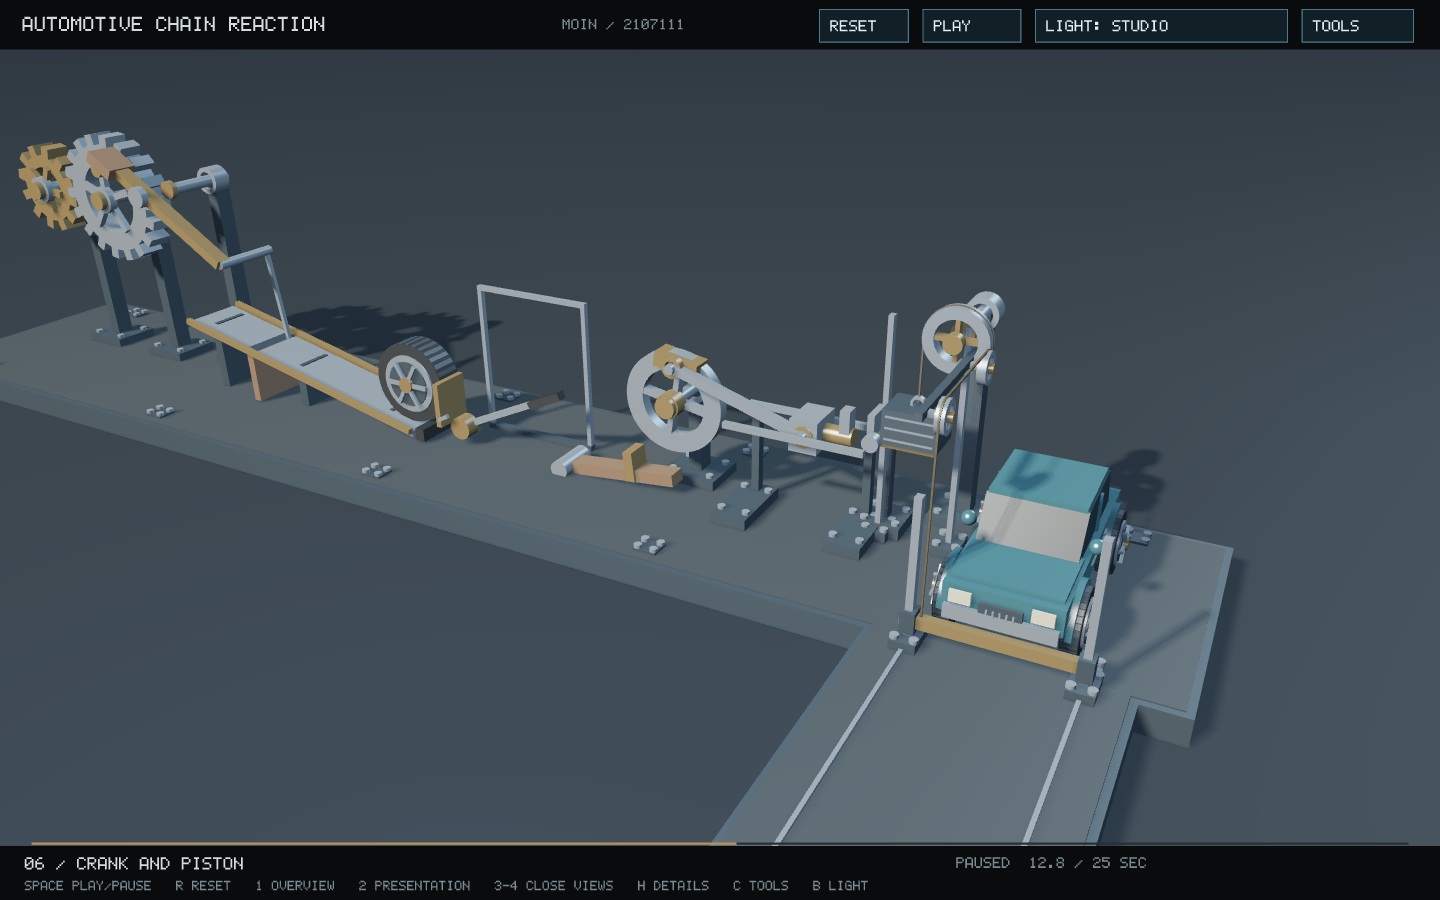 AUTOMOTIVE CHAIN REACTION
MOIN / 2107111
RESET
PLAY
LIGHT: STUDIO
TOOLS
06 / CRANK AND PISTON
PAUSED 12.8 / 25 SEC
SPACE PLAY/PAUSE R RESET 1 OVERVIEW 2 PRESENTATION 3-4 CLOSE VIEWS H DETAILS C TOOLS B LIGHT